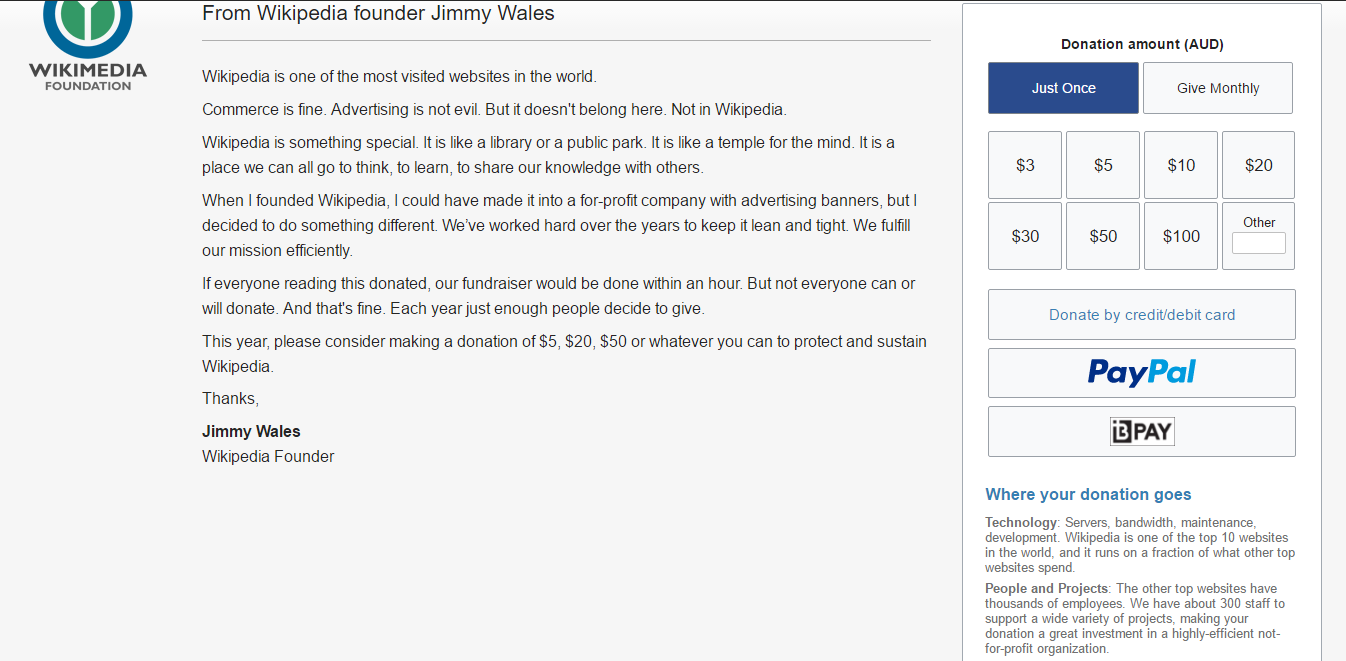 WIKIMEDIA
FOUNDATION
From Wikipedia founder Jimmy Wales
Wikipedia is one of the most visited websites in the world.
Commerce is fine. Advertising is not evil. But it doesn't belong here. Not in Wikipedia.
Wikipedia is something special. It is like a library or a public park. It is like a temple for the mind. It is a
place we can all go to think, to learn, to share our knowledge with others.
When I founded Wikipedia, I could have made it into a for-profit company with advertising banners, but I
decided to do something different. We’ve worked hard over the years to keep it lean and tight. We fulfill
our mission efficiently.
If everyone reading this donated, our fundraiser would be done within an hour. But not everyone can or
will donate. And that's fine. Each year just enough people decide to give.
This year, please consider making a donation of $5, $20, $50 or whatever you can to protect and sustain
Wikipedia.
Thanks,
Jimmy Wales
Wikipedia Founder
Donation amount (AUD)
Just Once Give Monthly
$3 $5 $10 $20
$30 $50 $100 Other
Donate by credit/debit card
PayPal
BPAY
Where your donation goes
Technology: Servers, bandwidth, maintenance,
development. Wikipedia is one of the top 10 websites
in the world, and it runs on a fraction of what other top
websites spend.
People and Projects: The other top websites have
thousands of employees. We have about 300 staff to
support a wide variety of projects, making your
donation a great investment in a highly-efficient not-
for-profit organization.